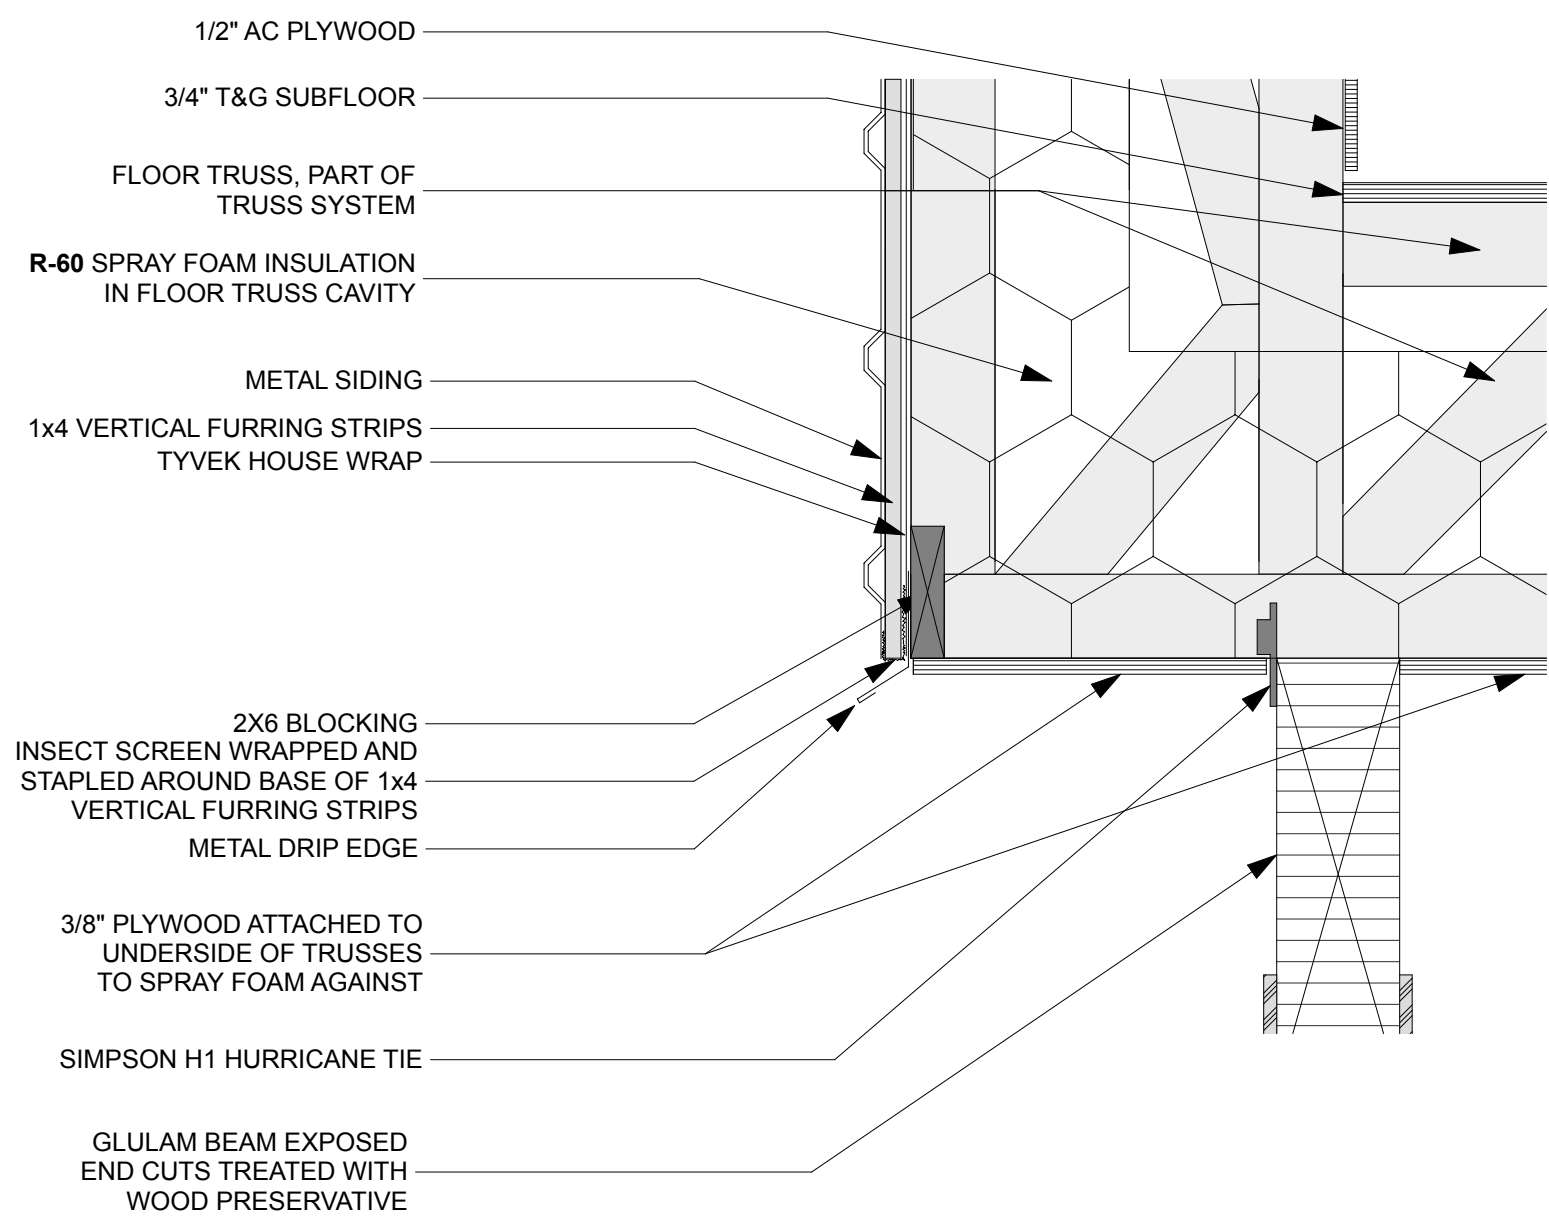 1/2" AC PLYWOOD
3/4" T&G SUBFLOOR
FLOOR TRUSS, PART OF
TRUSS SYSTEM
R-60 SPRAY FOAM INSULATION
IN FLOOR TRUSS CAVITY
METAL SIDING
1x4 VERTICAL FURRING STRIPS
TYVEK HOUSE WRAP
2X6 BLOCKING
INSECT SCREEN WRAPPED AND
STAPLED AROUND BASE OF 1x4
VERTICAL FURRING STRIPS
METAL DRIP EDGE
3/8" PLYWOOD ATTACHED TO
UNDERSIDE OF TRUSSES
TO SPRAY FOAM AGAINST
SIMPSON H1 HURRICANE TIE
GLULAM BEAM EXPOSED
END CUTS TREATED WITH
WOOD PRESERVATIVE